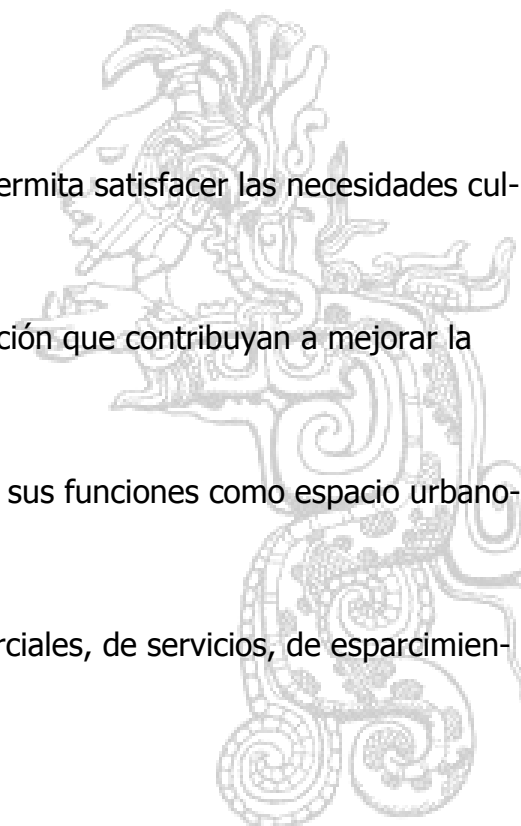 ermita satisfacer las necesidades cul-
ción que contribuyan a mejorar la
sus funciones como espacio urbano-
rciales, de servicios, de esparcimien-